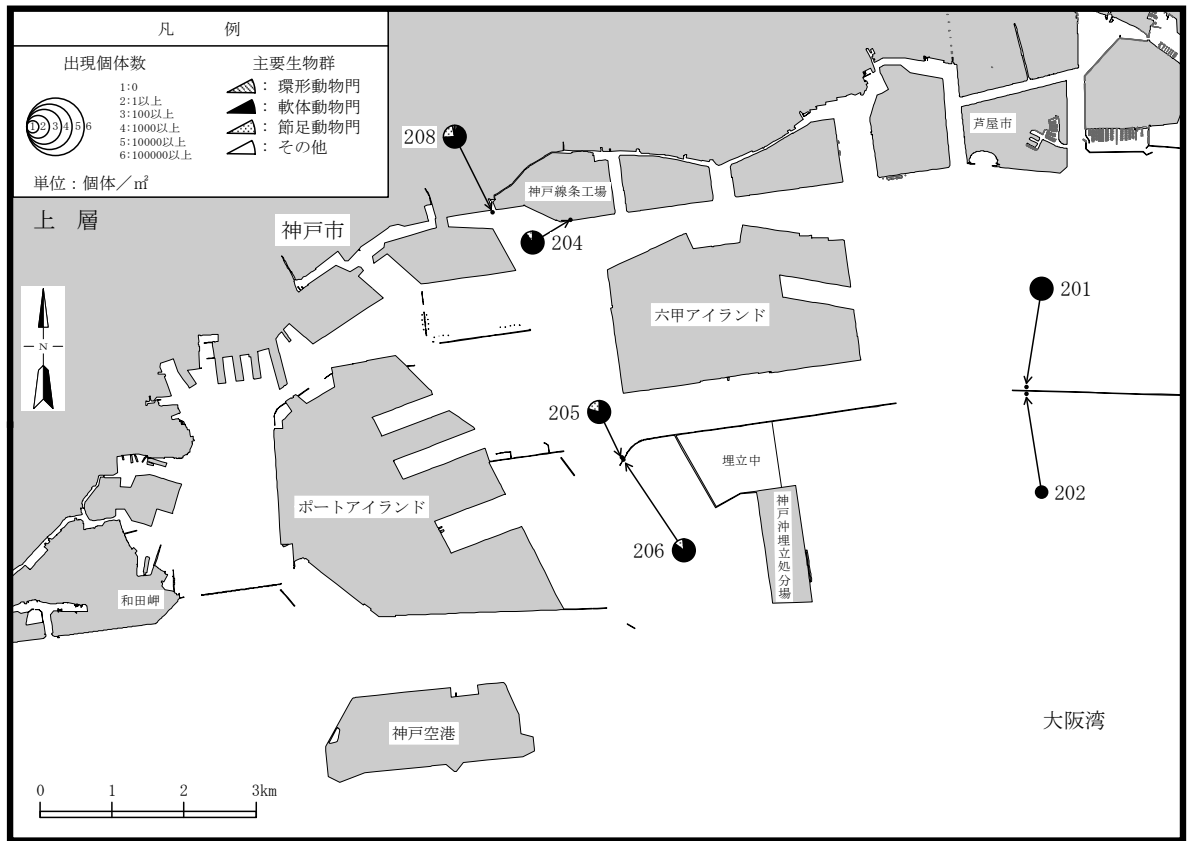 凡　例
出現個体数
1:0
2:1以上
3:100以上
4:1000以上
5:10000以上
6:100000以上
1 2 3 4 5 6
単位：個体／㎡
主要生物群
：環形動物門
：軟体動物門
：節足動物門
：その他
上　層
208
神戸市
神戸線条工場
204
芦屋市
N
六甲アイランド
201
205
埋立中
ポートアイランド
202
神戸沖埋立処分場
206
和田岬
神戸空港
大阪湾
0 1 2 3km